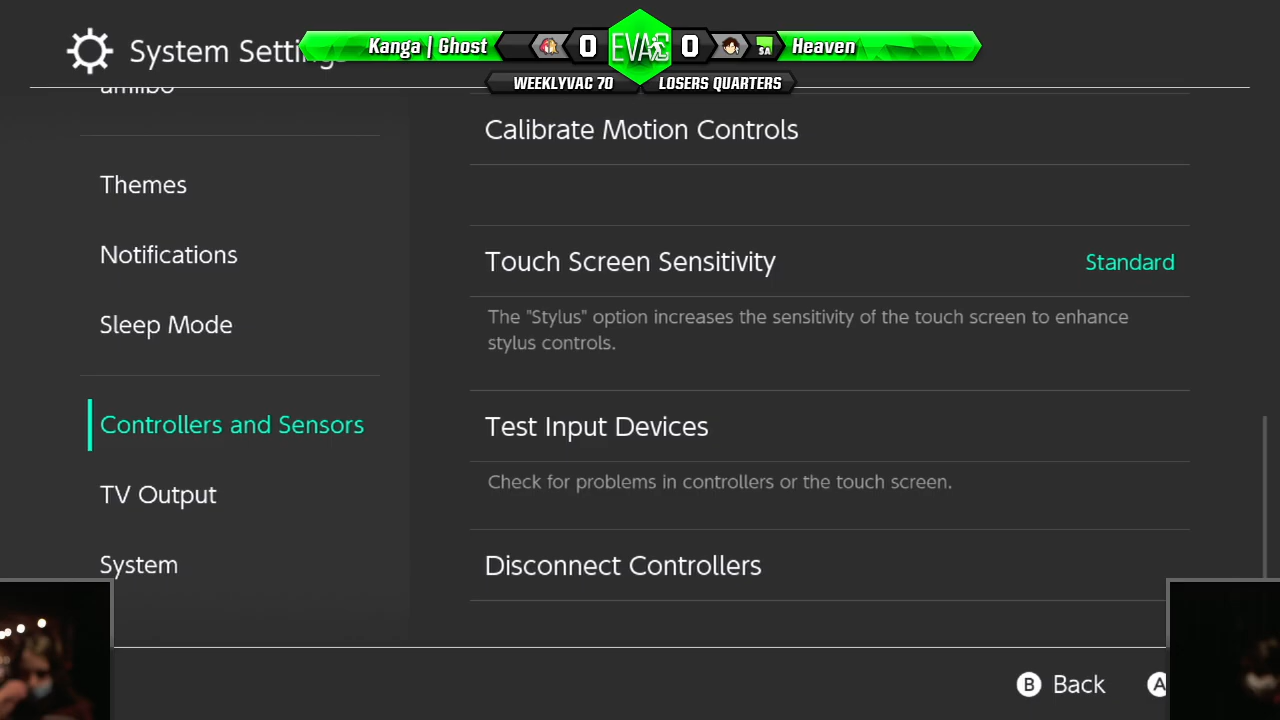 System Setti
Kanga | Ghost
0
EVAC
0
SA
Heaven
WEEKLYVAC 70
LOSERS QUARTERS
amiibo
Themes
Notifications
Sleep Mode
Controllers and Sensors
TV Output
System
Calibrate Motion Controls
Touch Screen Sensitivity
Standard
The "Stylus" option increases the sensitivity of the touch screen to enhance
stylus controls.
Test Input Devices
Check for problems in controllers or the touch screen.
Disconnect Controllers
B Back
A